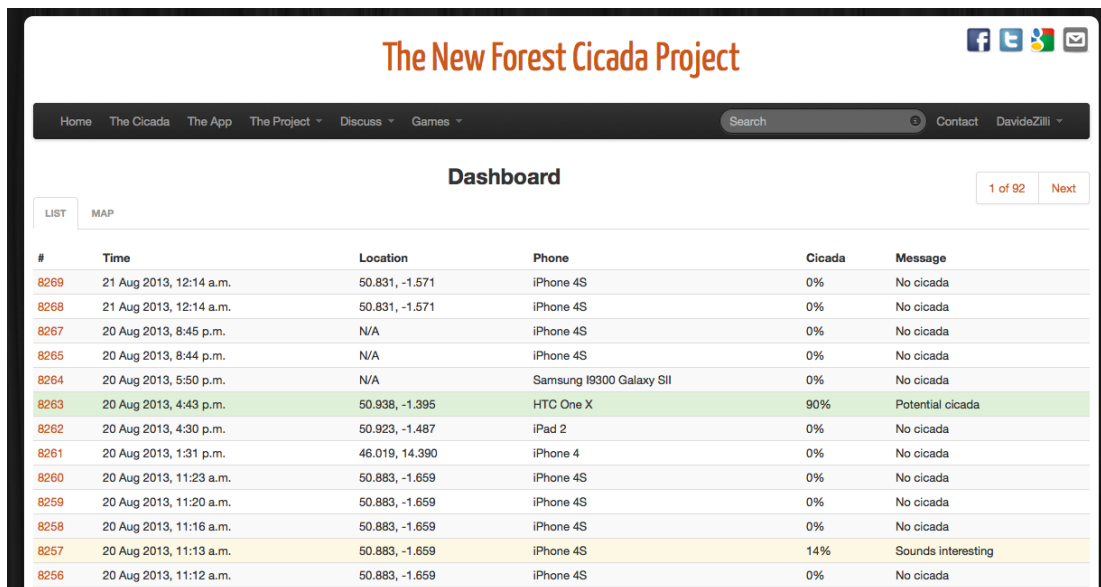 The New Forest Cicada Project
Home The Cicada The App The Project Discuss Games Search Contact DavideZilli
Dashboard
1 of 92 Next
LIST MAP
# Time Location Phone Cicada Message
8269 21 Aug 2013, 12:14 a.m. 50.831, -1.571 iPhone 4S 0% No cicada
8268 21 Aug 2013, 12:14 a.m. 50.831, -1.571 iPhone 4S 0% No cicada
8267 20 Aug 2013, 8:45 p.m. N/A iPhone 4S 0% No cicada
8265 20 Aug 2013, 8:44 p.m. N/A iPhone 4S 0% No cicada
8264 20 Aug 2013, 5:50 p.m. N/A Samsung I9300 Galaxy SII 0% No cicada
8263 20 Aug 2013, 4:43 p.m. 50.938, -1.395 HTC One X 90% Potential cicada
8262 20 Aug 2013, 4:30 p.m. 50.923, -1.487 iPad 2 0% No cicada
8261 20 Aug 2013, 1:31 p.m. 46.019, 14.390 iPhone 4 0% No cicada
8260 20 Aug 2013, 11:23 a.m. 50.883, -1.659 iPhone 4S 0% No cicada
8259 20 Aug 2013, 11:20 a.m. 50.883, -1.659 iPhone 4S 0% No cicada
8258 20 Aug 2013, 11:16 a.m. 50.883, -1.659 iPhone 4S 0% No cicada
8257 20 Aug 2013, 11:13 a.m. 50.883, -1.659 iPhone 4S 14% Sounds interesting
8256 20 Aug 2013, 11:12 a.m. 50.883, -1.659 iPhone 4S 0% No cicada